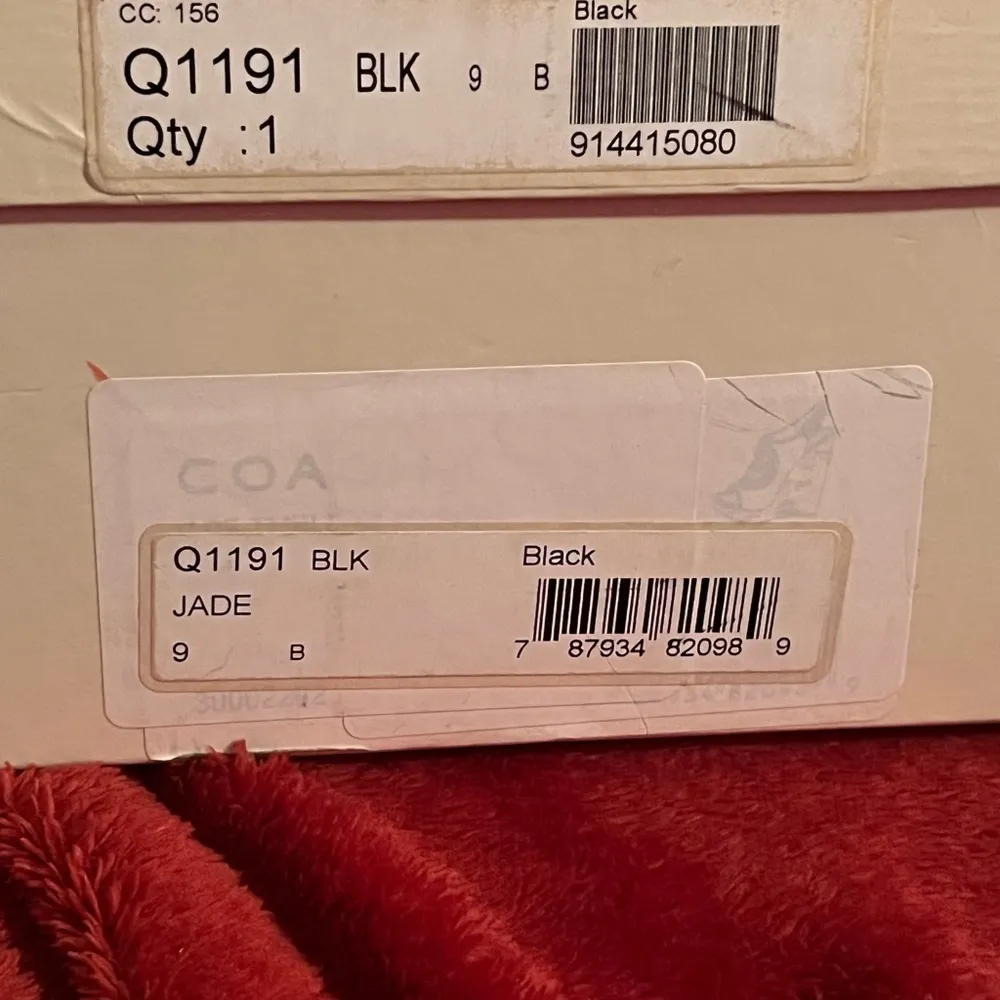 CC: 156
Black
Q1191 BLK 9 B
Qty :1
914415080
COA
Q1191 BLK
Black
JADE
9 B
7 87934 82098 9